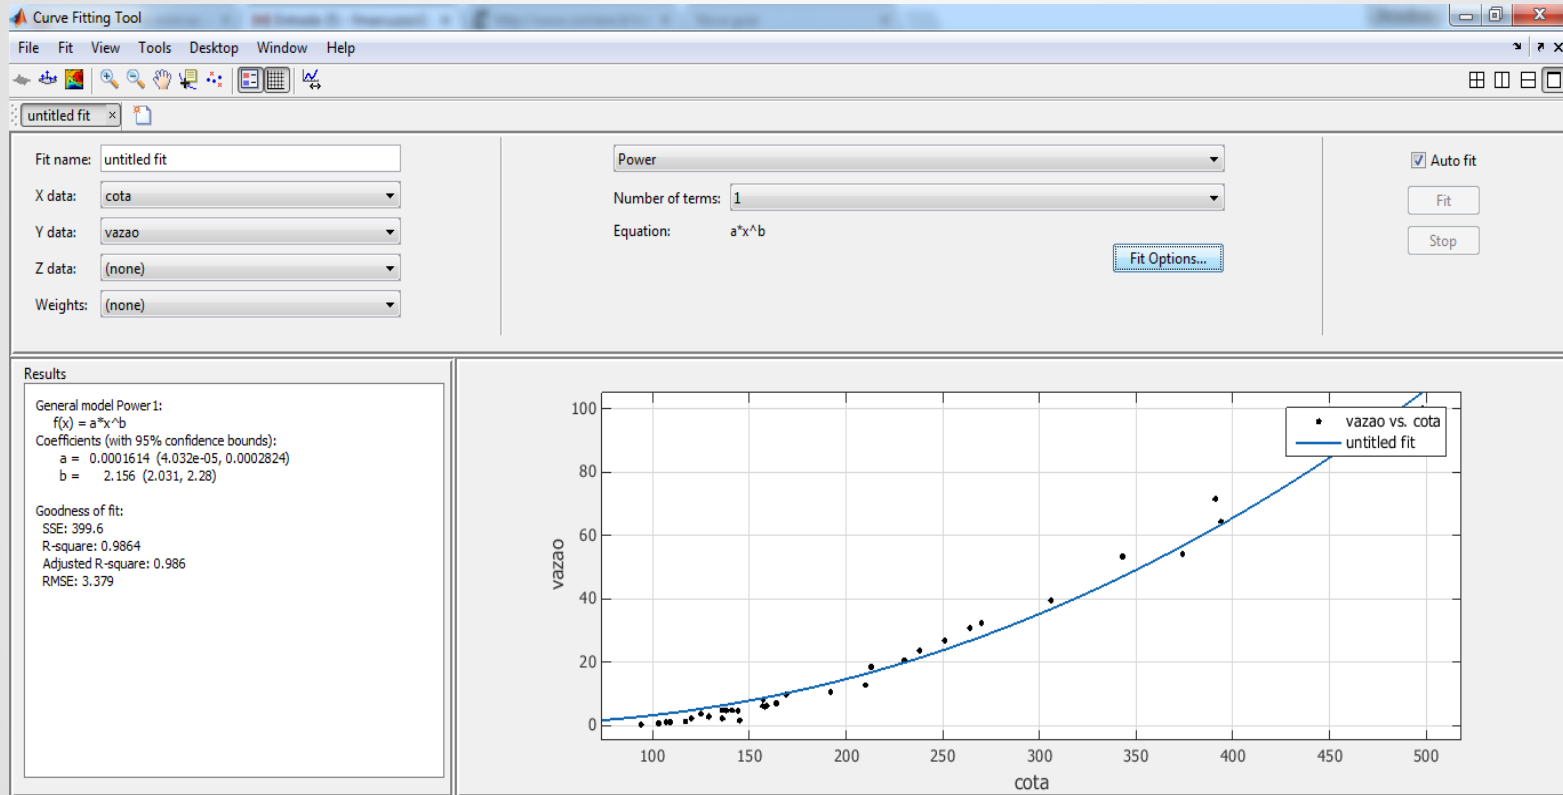 Curve Fitting Tool
File Fit View Tools Desktop Window Help
untitled fit
Fit name: untitled fit
X data: cota
Y data: vazao
Z data: (none)
Weights: (none)
Power
Number of terms: 1
Equation: a*x^b
Fit Options...
Auto fit
Fit
Stop
Results
General model Power1:
f(x) = a*x^b
Coefficients (with 95% confidence bounds):
a = 0.0001614 (4.032e-05, 0.0002824)
b = 2.156 (2.031, 2.28)
Goodness of fit:
SSE: 399.6
R-square: 0.9864
Adjusted R-square: 0.986
RMSE: 3.379
vazao vs. cota
untitled fit
100
80
60
40
20
0
vazao
100 150 200 250 300 350 400 450 500
cota